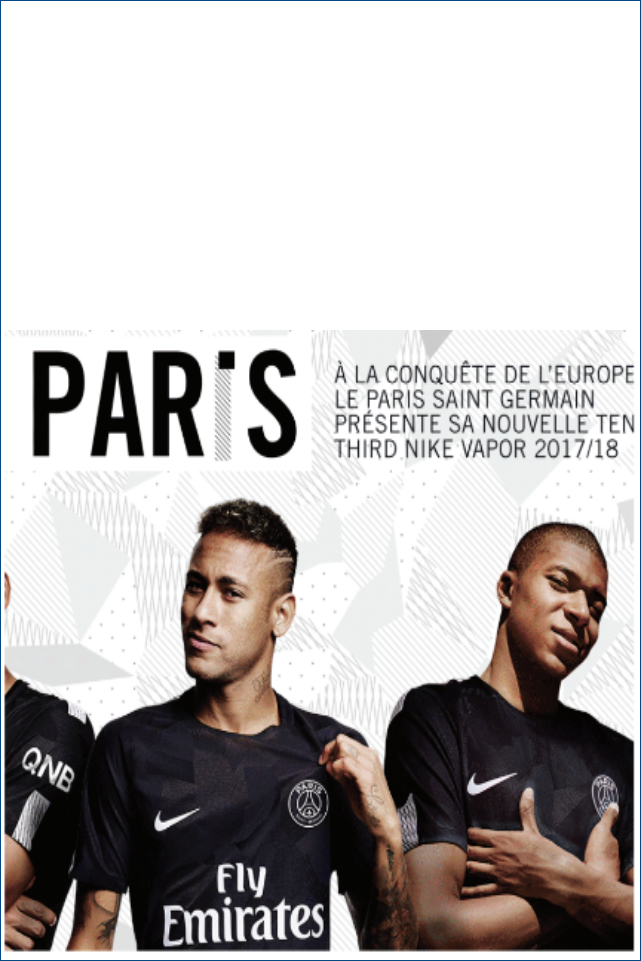 PARIS
À LA CONQUÊTE DE L'EUROPE
LE PARIS SAINT GERMAIN
PRÉSENTE SA NOUVELLE TEN
THIRD NIKE VAPOR 2017/18
QNB
PARIS
PARIS
Fly
Emirates